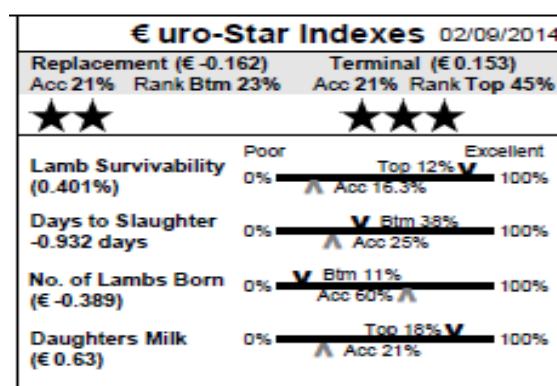 € uro-Star Indexes 02/09/2014
Replacement (€ -0.162) Terminal (€ 0.153)
Acc 21% Rank Btm 23% Acc 21% Rank Top 45%
Poor Excellent
Lamb Survivability
(0.401%)
0% Top 12% 100%
Acc 16.3%
Days to Slaughter
-0.932 days
0% Btm 38% 100%
Acc 25%
No. of Lambs Born
(€ -0.389)
0% Btm 11% 100%
Acc 60%
Daughters Milk
(€ 0.63)
0% Top 18% 100%
Acc 21%